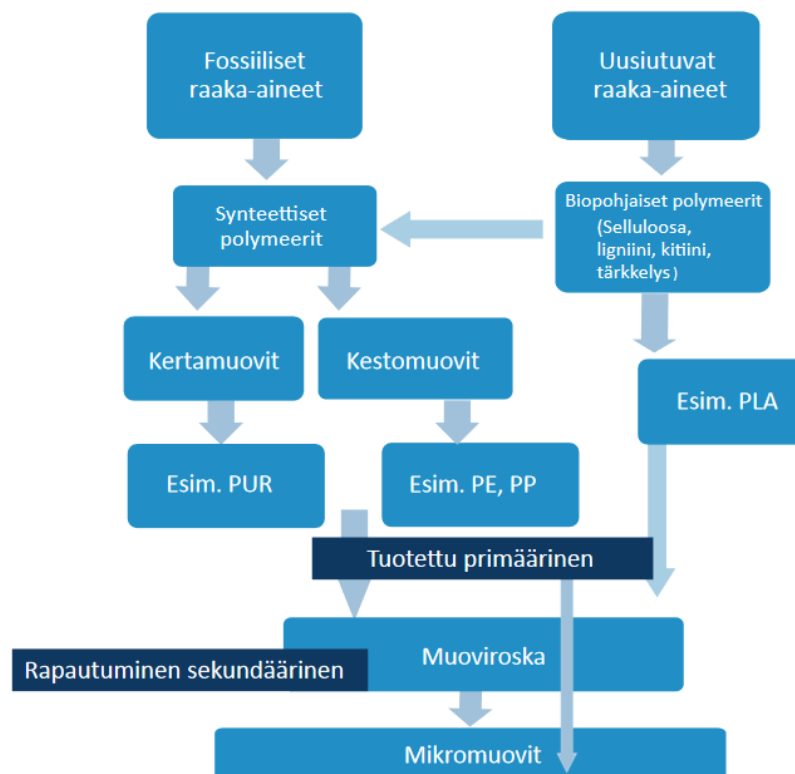 Fossiiliset
raaka-aineet
Uusiutuvat
raaka-aineet
Synteettiset
polymeerit
Biopohjaiset polymeerit
(Selluloosa,
ligniini, kitiini,
tärkkelys)
Kertamuovit
Kestomuovit
Esim. PLA
Esim. PUR
Esim. PE, PP
Tuotettu primäärinen
Muoviroska
Rapautuminen sekundäärinen
Mikromuovit